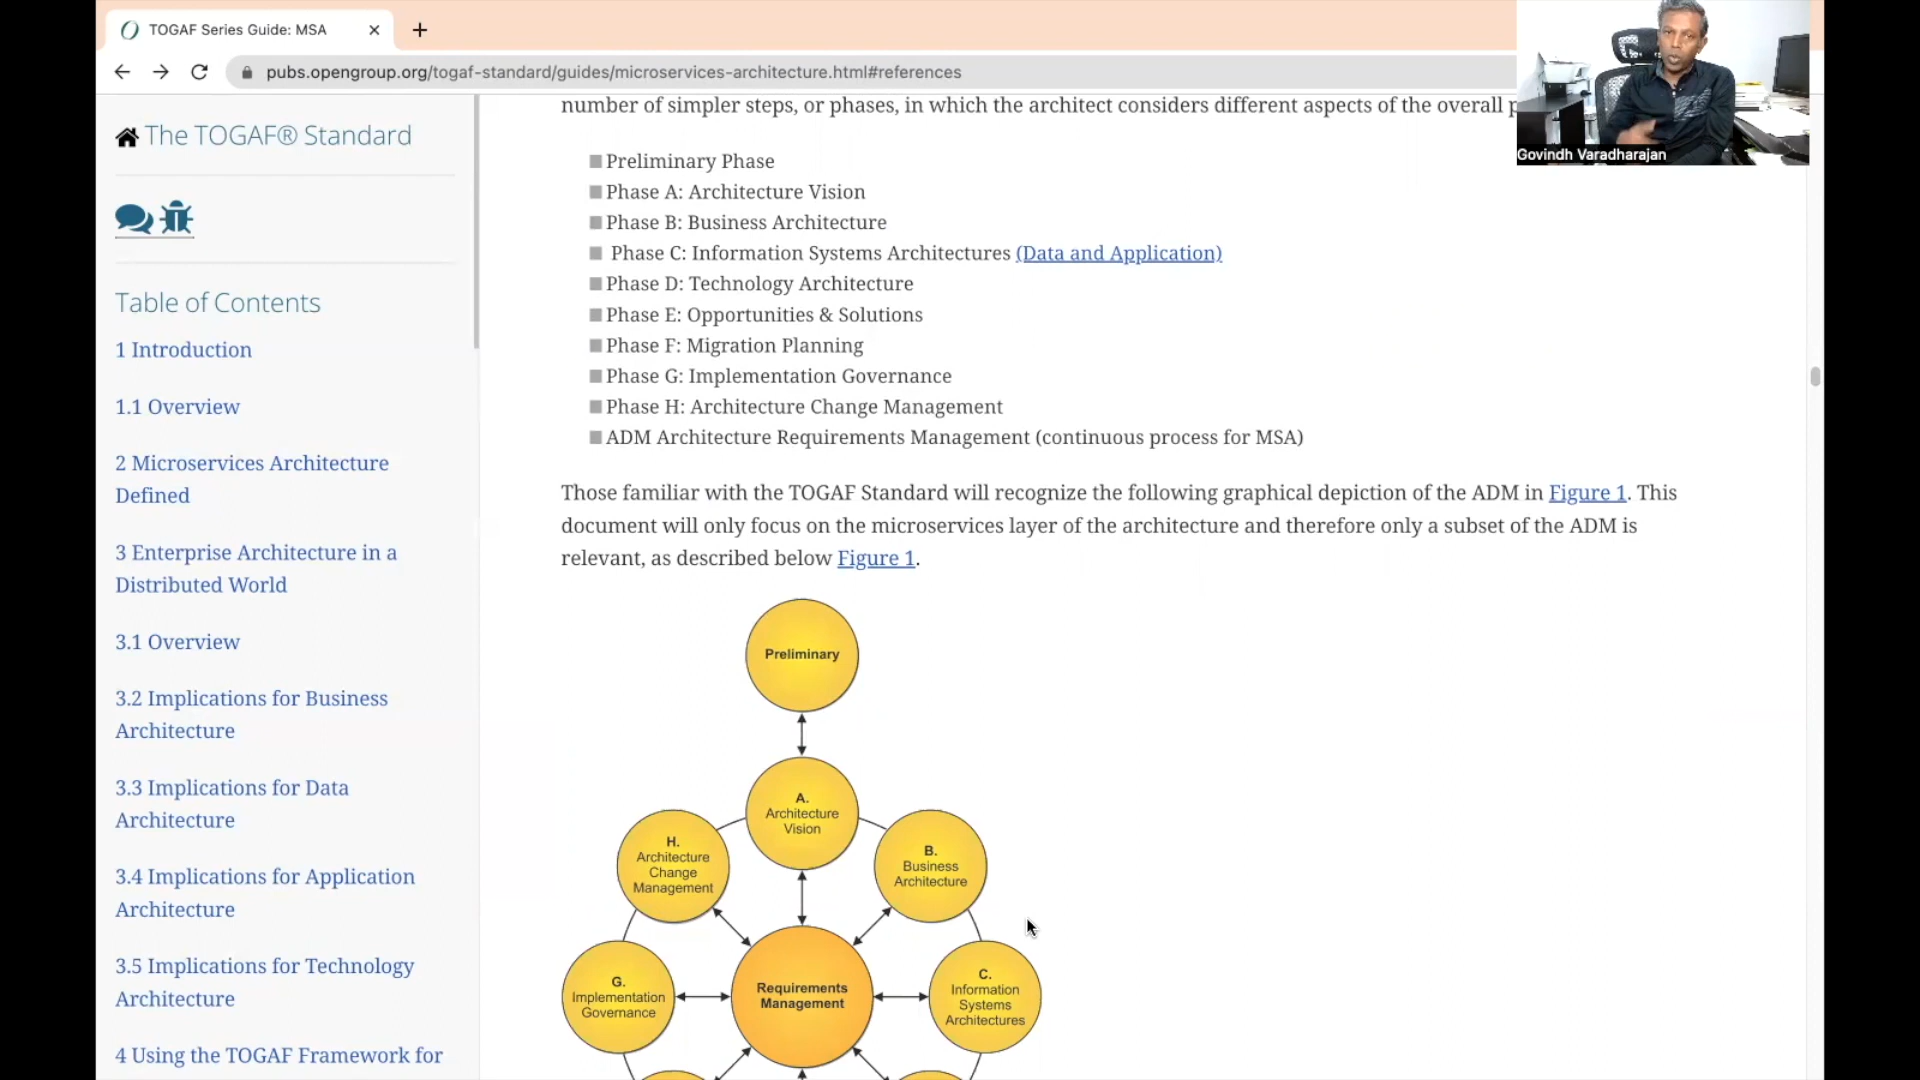 TOGAF Series Guide: MSA
pubs.opengroup.org/togaf-standard/guides/microservices-architecture.html#references
Govindh Varadharajan
The TOGAF® Standard
Table of Contents
1 Introduction
1.1 Overview
2 Microservices Architecture
Defined
3 Enterprise Architecture in a
Distributed World
3.1 Overview
3.2 Implications for Business
Architecture
3.3 Implications for Data
Architecture
3.4 Implications for Application
Architecture
3.5 Implications for Technology
Architecture
4 Using the TOGAF Framework for
number of simpler steps, or phases, in which the architect considers different aspects of the overall
Preliminary Phase
Phase A: Architecture Vision
Phase B: Business Architecture
Phase C: Information Systems Architectures (Data and Application)
Phase D: Technology Architecture
Phase E: Opportunities & Solutions
Phase F: Migration Planning
Phase G: Implementation Governance
Phase H: Architecture Change Management
ADM Architecture Requirements Management (continuous process for MSA)
Those familiar with the TOGAF Standard will recognize the following graphical depiction of the ADM in Figure 1. This
document will only focus on the microservices layer of the architecture and therefore only a subset of the ADM is
relevant, as described below Figure 1.
Preliminary
A.
Architecture
Vision
H.
Architecture
Change
Management
B.
Business
Architecture
G.
Implementation
Governance
Requirements
Management
C.
Information
Systems
Architectures